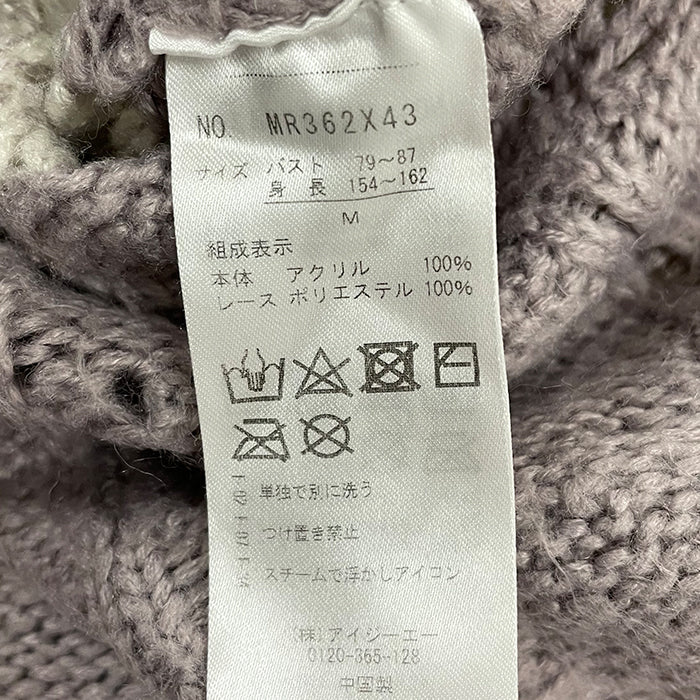 NO. MR362X43
サイズ バスト 79～87
身長 154～162
M
組成表示
本体 アクリル 100%
レース ポリエステル 100%
単独で別に洗う
つけ置き禁止
スチームで浮かしアイロン
(株)アイジーエー
0120-365-128
中国製